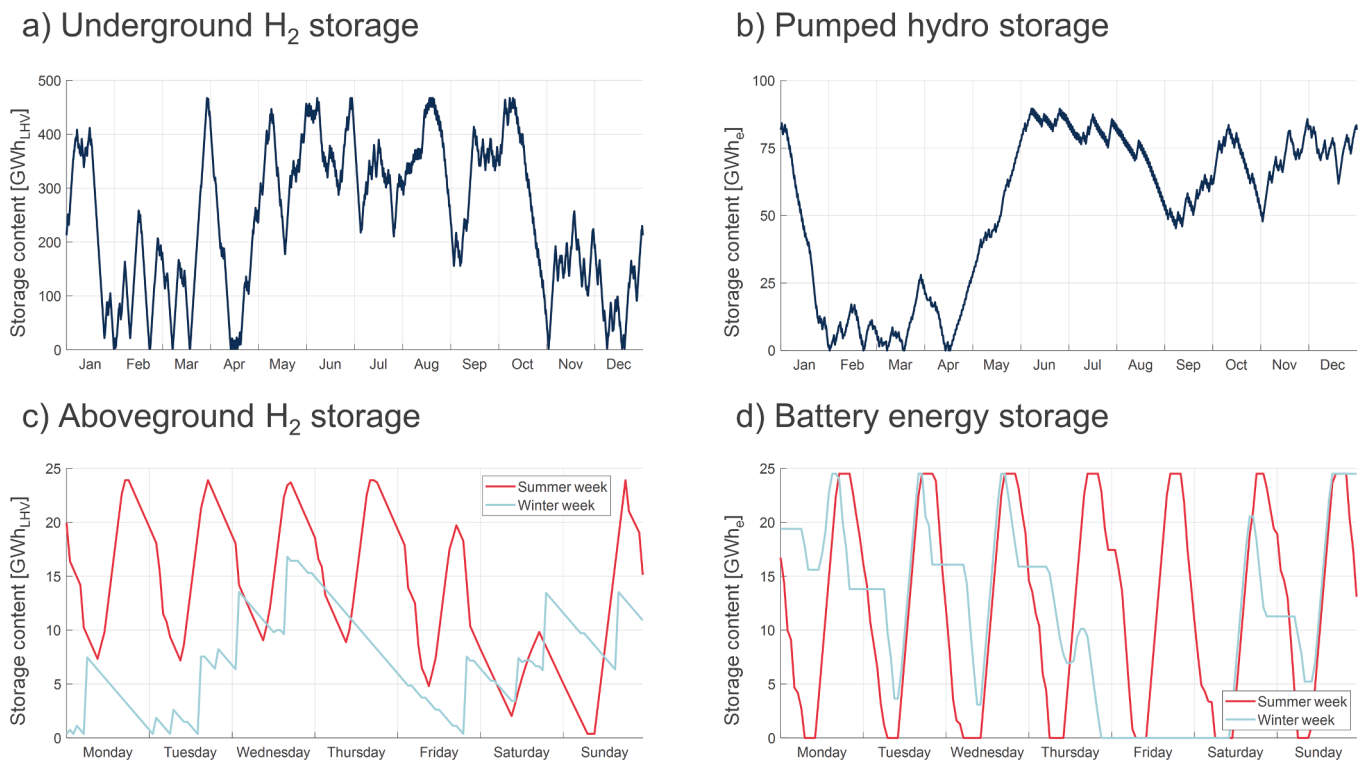 a) Underground H2 storage
Storage content [GWhLHV]
500
400
300
200
100
0
Jan Feb Mar Apr May Jun Jul Aug Sep Oct Nov Dec
b) Pumped hydro storage
Storage content [GWhe]
100
75
50
25
0
Jan Feb Mar Apr May Jun Jul Aug Sep Oct Nov Dec
c) Aboveground H2 storage
Storage content [GWhLHV]
25
20
15
10
5
0
Summer week
Winter week
Monday Tuesday Wednesday Thursday Friday Saturday Sunday
d) Battery energy storage
Storage content [GWhe]
25
20
15
10
5
0
Summer week
Winter week
Monday Tuesday Wednesday Thursday Friday Saturday Sunday